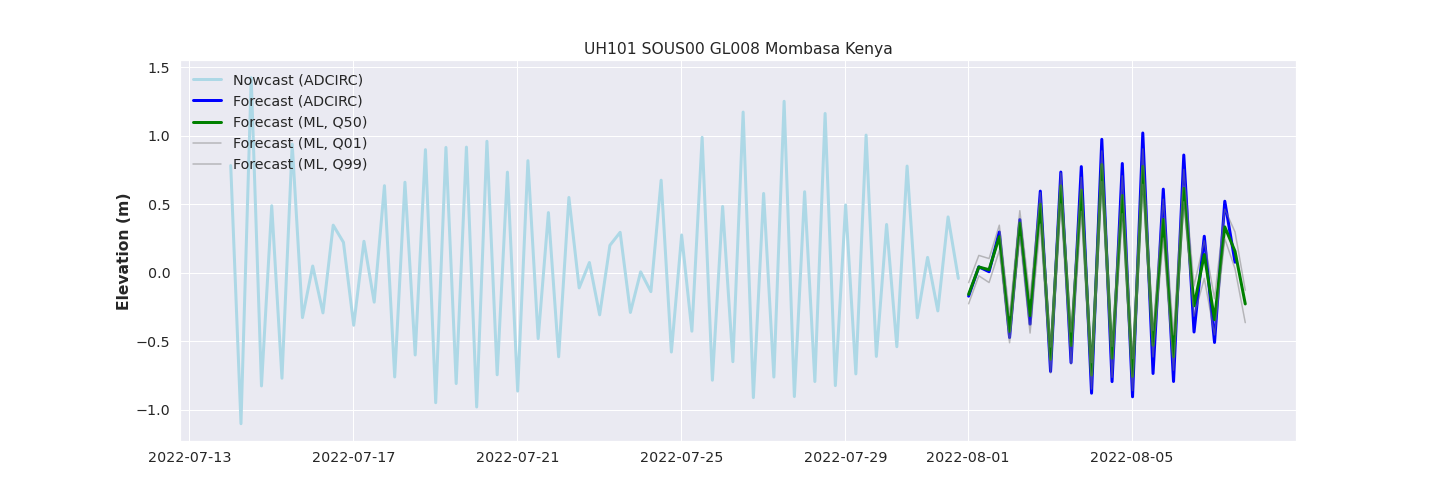 UH101 SOUS00 GL008 Mombasa Kenya
Nowcast (ADCIRC)
Forecast (ADCIRC)
Forecast (ML, Q50)
Forecast (ML, Q01)
Forecast (ML, Q99)
Elevation (m)
1.5
1.0
0.5
0.0
−0.5
−1.0
2022-07-13 2022-07-17 2022-07-21 2022-07-25 2022-07-29 2022-08-01 2022-08-05